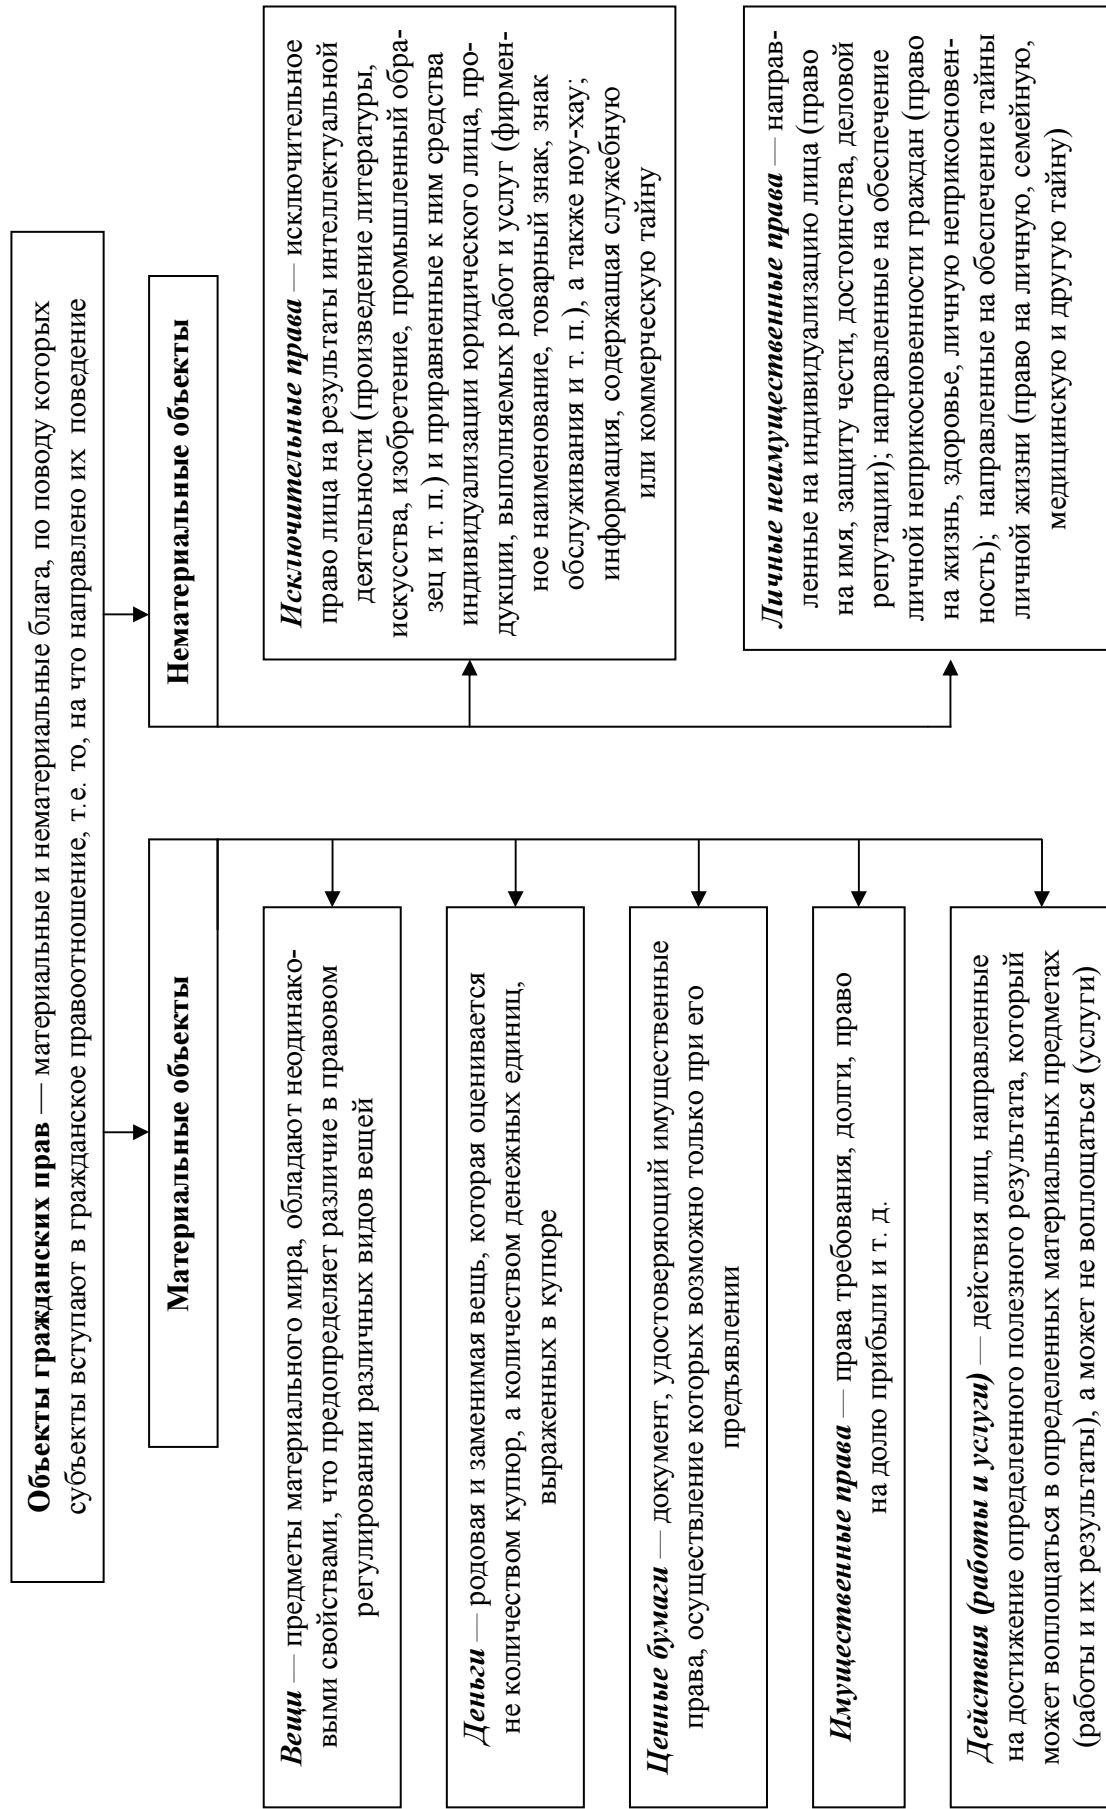 Объекты гражданских прав — материальные и нематериальные блага, по поводу которых
субъекты вступают в гражданское правоотношение, т.е. то, на что направлено их поведение
Материальные объекты
Вещи — предметы материального мира, обладают неодинако-
выми свойствами, что предопределяет различие в правовом
регулировании различных видов вещей
Деньги — родовая и заменимая вещь, которая оценивается
не количеством купюр, а количеством денежных единиц,
выраженных в купюре
Ценные бумаги — документ, удостоверяющий имущественные
права, осуществление которых возможно только при его
предъявлении
Имущественные права — права требования, долги, право
на долю прибыли и т. д.
Действия (работы и услуги) — действия лиц, направленные
на достижение определенного полезного результата, который
может воплощаться в определенных материальных предметах
(работы и их результаты), а может не воплощаться (услуги)
Нематериальные объекты
Исключительные права — исключительное
право лица на результаты интеллектуальной
деятельности (произведение литературы,
искусства, изобретение, промышленный обра-
зец и т. п.) и приравненные к ним средства
индивидуализации юридического лица, про-
дукции, выполняемых работ и услуг (фирмен-
ное наименование, товарный знак, знак
обслуживания и т. п.), а также ноу-хау;
информация, содержащая служебную
или коммерческую тайну
Личные неимущественные права — направ-
ленные на индивидуализацию лица (право
на имя, защиту чести, достоинства, деловой
репутации); направленные на обеспечение
личной неприкосновенности граждан (право
на жизнь, здоровье, личную неприкосновен-
ность); направленные на обеспечение тайны
личной жизни (право на личную, семейную,
медицинскую и другую тайну)